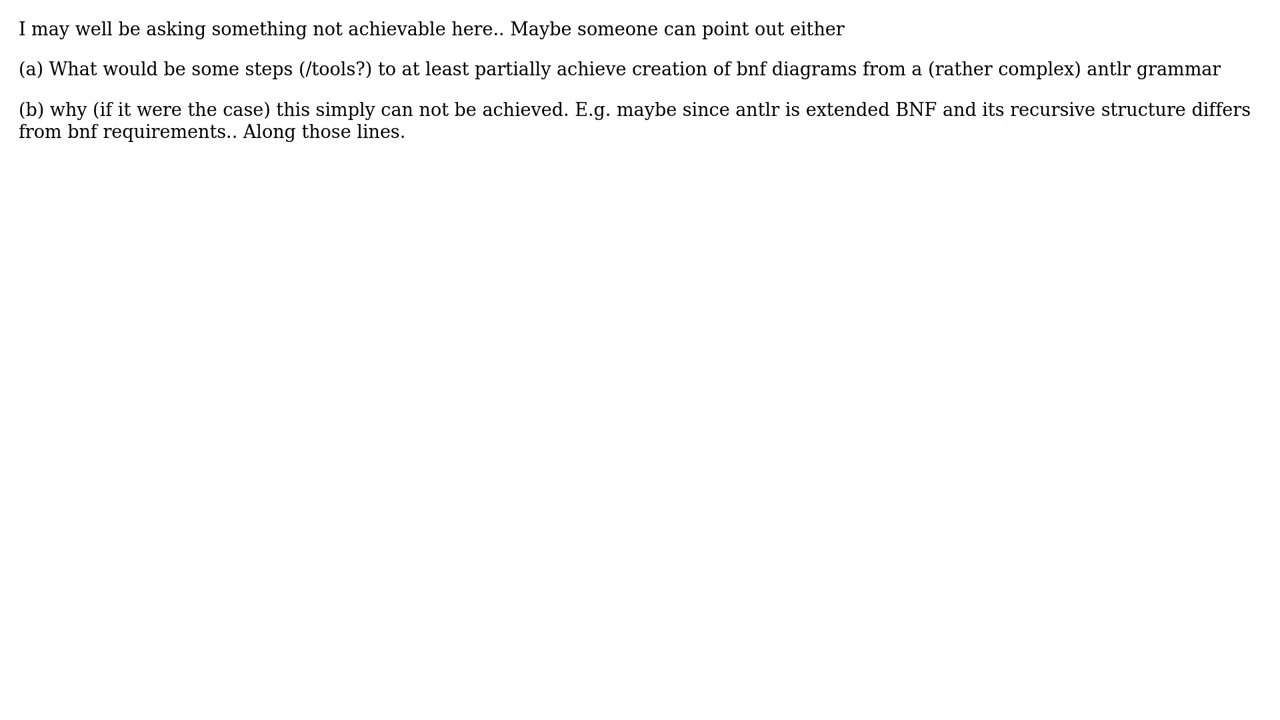 I may well be asking something not achievable here.. Maybe someone can point out either
(a) What would be some steps (/tools?) to at least partially achieve creation of bnf diagrams from a (rather complex) antlr grammar
(b) why (if it were the case) this simply can not be achieved. E.g. maybe since antlr is extended BNF and its recursive structure differs
from bnf requirements.. Along those lines.